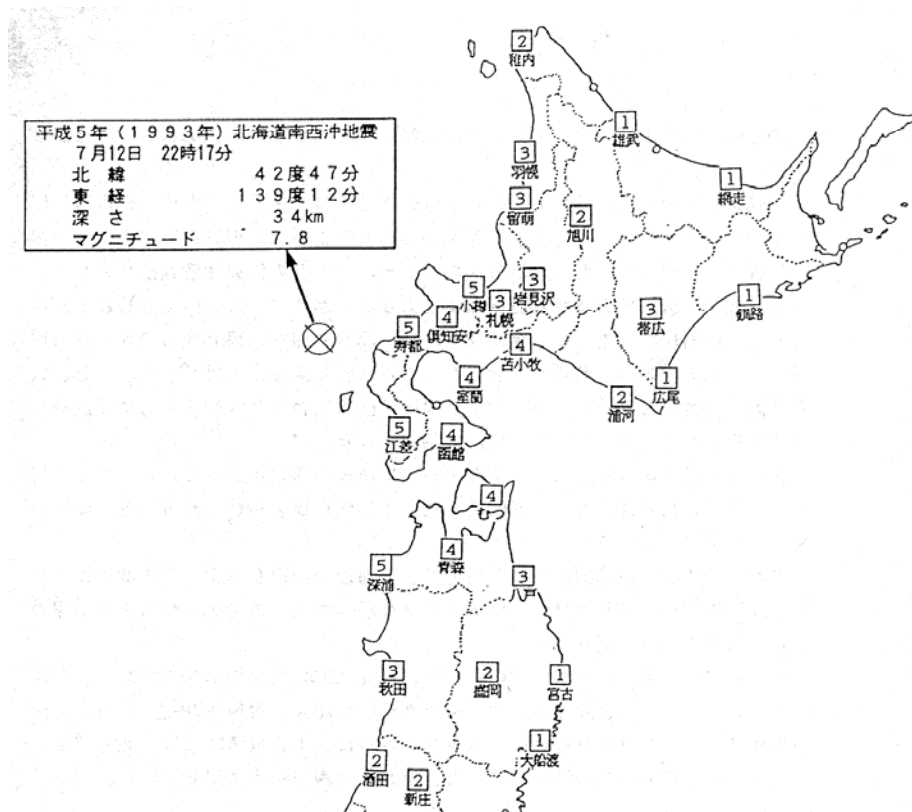 平成5年(1993年)北海道南西沖地震
7月12日 22時17分
北緯 42度47分
東経 139度12分
深さ 34km
マグニチュード 7.8
2
稚内
1
雄武
3
羽幌
1
網走
3
留萌
2
旭川
5
小樽
3
札幌
3
岩見沢
3
帯広
1
釧路
4
倶知安
5
寿都
4
苫小牧
4
室蘭
1
広尾
2
浦河
5
江差
4
函館
4
むつ
4
青森
5
深浦
3
八戸
3
秋田
2
盛岡
1
宮古
1
大船渡
2
酒田
2
新庄